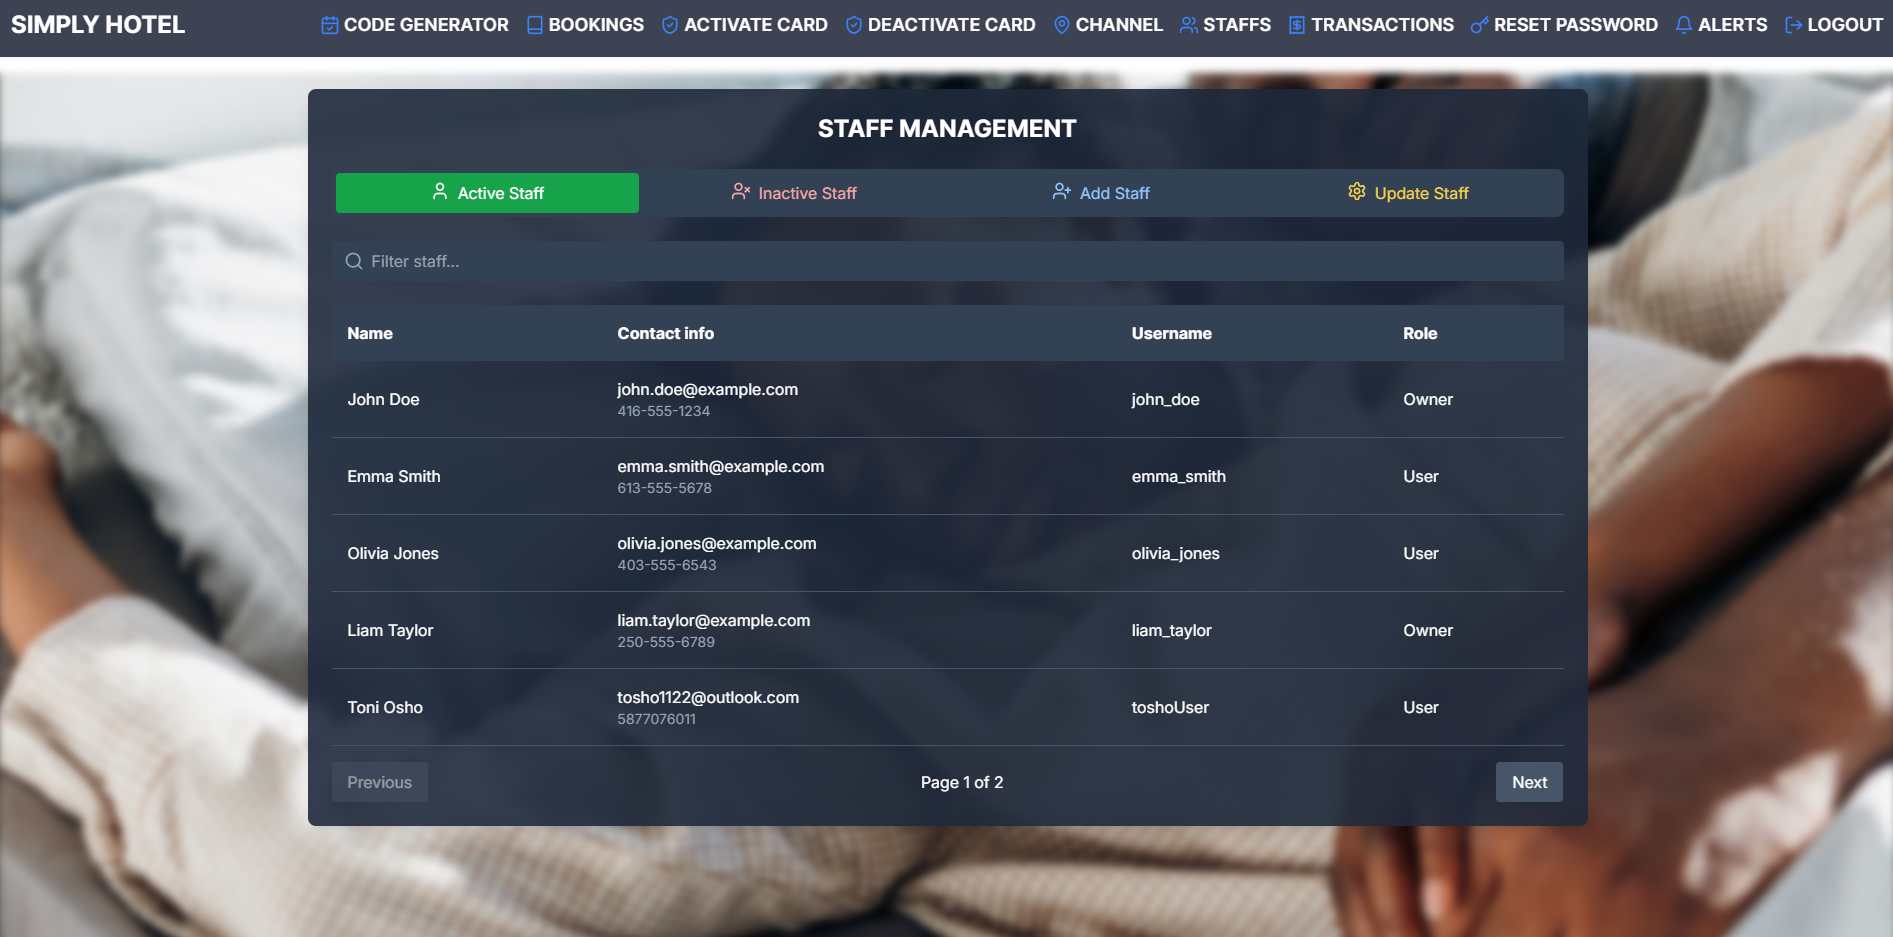 SIMPLY HOTEL
CODE GENERATOR BOOKINGS ACTIVATE CARD DEACTIVATE CARD CHANNEL STAFFS TRANSACTIONS RESET PASSWORD ALERTS LOGOUT
STAFF MANAGEMENT
Active Staff Inactive Staff Add Staff Update Staff
Filter staff...
Name Contact info Username Role
John Doe john.doe@example.com 416-555-1234 john_doe Owner
Emma Smith emma.smith@example.com 613-555-5678 emma_smith User
Olivia Jones olivia.jones@example.com 403-555-6543 olivia_jones User
Liam Taylor liam.taylor@example.com 250-555-6789 liam_taylor Owner
Toni Osho tosho1122@outlook.com 5877076011 toshoUser User
Previous Page 1 of 2 Next